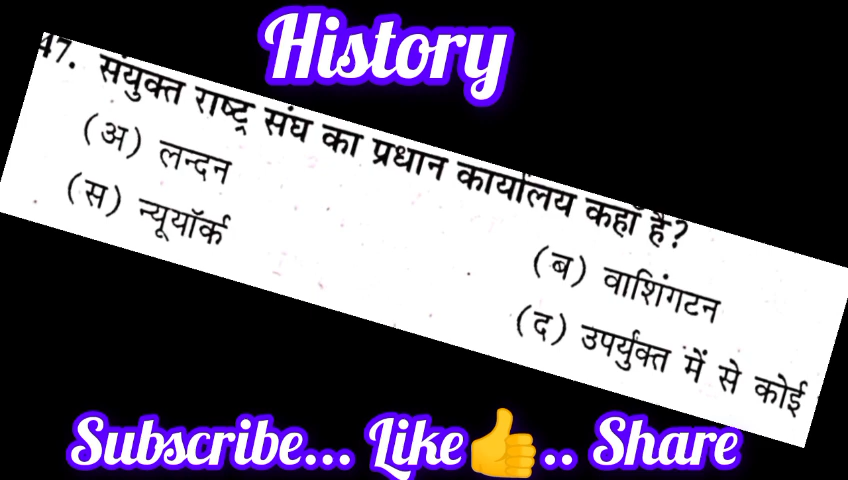 History
47. संयुक्त राष्ट्र संघ का प्रधान कार्यालय कहाँ है?
(अ) लन्दन
(ब) वाशिंगटन
(स) न्यूयॉर्क
(द) उपर्युक्त में से कोई
Subscribe... Like👍.. Share